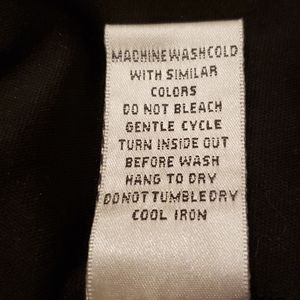 MACHINE WASH COLD
WITH SIMILAR
COLORS
DO NOT BLEACH
GENTLE CYCLE
TURN INSIDE OUT
BEFORE WASH
HANG TO DRY
DO NOT TUMBLE DRY
COOL IRON